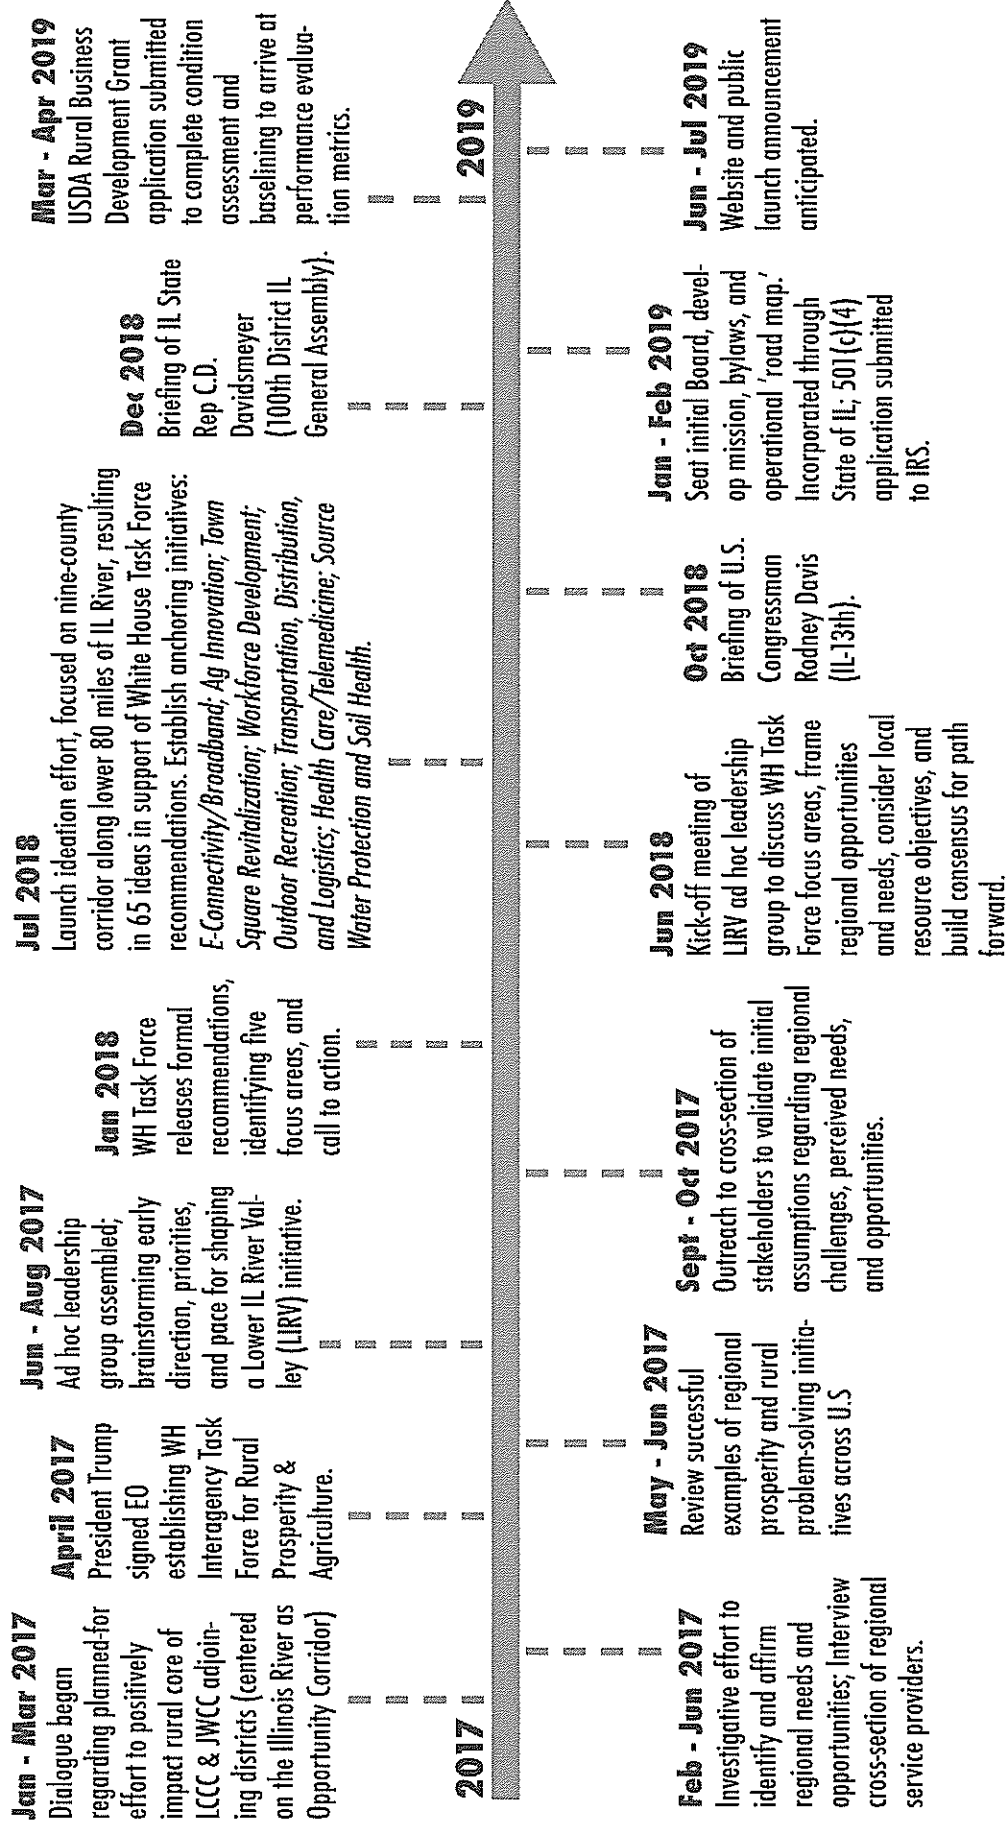 Jan - Mar 2017
Dialogue began
regarding planned-for
effort to positively
impact rural core of
LCCC & JWCC adjoin-
ing districts (centered
on the Illinois River as
Opportunity Corridor)
April 2017
President Trump
signed EO
establishing WH
Interagency Task
Force for Rural
Prosperity &
Agriculture.
Jun - Aug 2017
Ad hoc leadership
group assembled;
brainstorming early
direction, priorities,
and pace for shaping
a Lower IL River Val-
ley (LIRV) initiative.
Jan 2018
WH Task Force
releases formal
recommendations,
identifying five
focus areas, and
call to action.
Jul 2018
Launch ideation effort, focused on nine-county
corridor along lower 80 miles of IL River, resulting
in 65 ideas in support of White House Task Force
recommendations. Establish anchoring initiatives:
E-Connectivity/Broadband; Ag Innovation; Town
Square Revitalization; Workforce Development;
Outdoor Recreation; Transportation, Distribution,
and Logistics; Health Care/Telemedicine; Source
Water Protection and Soil Health.
Dec 2018
Briefing of IL State
Rep C.D.
Davidsmeyer
(100th District IL
General Assembly).
Mar - Apr 2019
USDA Rural Business
Development Grant
application submitted
to complete condition
assessment and
baselining to arrive at
performance evalua-
tion metrics.
2017
2019
Feb - Jun 2017
Investigative effort to
identify and affirm
regional needs and
opportunities; Interview
cross-section of regional
service providers.
May - Jun 2017
Review successful
examples of regional
prosperity and rural
problem-solving initia-
tives across U.S
Sept - Oct 2017
Outreach to cross-section of
stakeholders to validate initial
assumptions regarding regional
challenges, perceived needs,
and opportunities.
Jun 2018
Kick-off meeting of
LIRV ad hoc leadership
group to discuss WH Task
Force focus areas, frame
regional opportunities
and needs, consider local
resource objectives, and
build consensus for path
forward.
Oct 2018
Briefing of U.S.
Congressman
Rodney Davis
(IL-13th).
Jan - Feb 2019
Seat initial Board, devel-
op mission, bylaws, and
operational 'road map.'
Incorporated through
State of IL; 501(c)(4)
application submitted
to IRS.
Jun - Jul 2019
Website and public
launch announcement
anticipated.